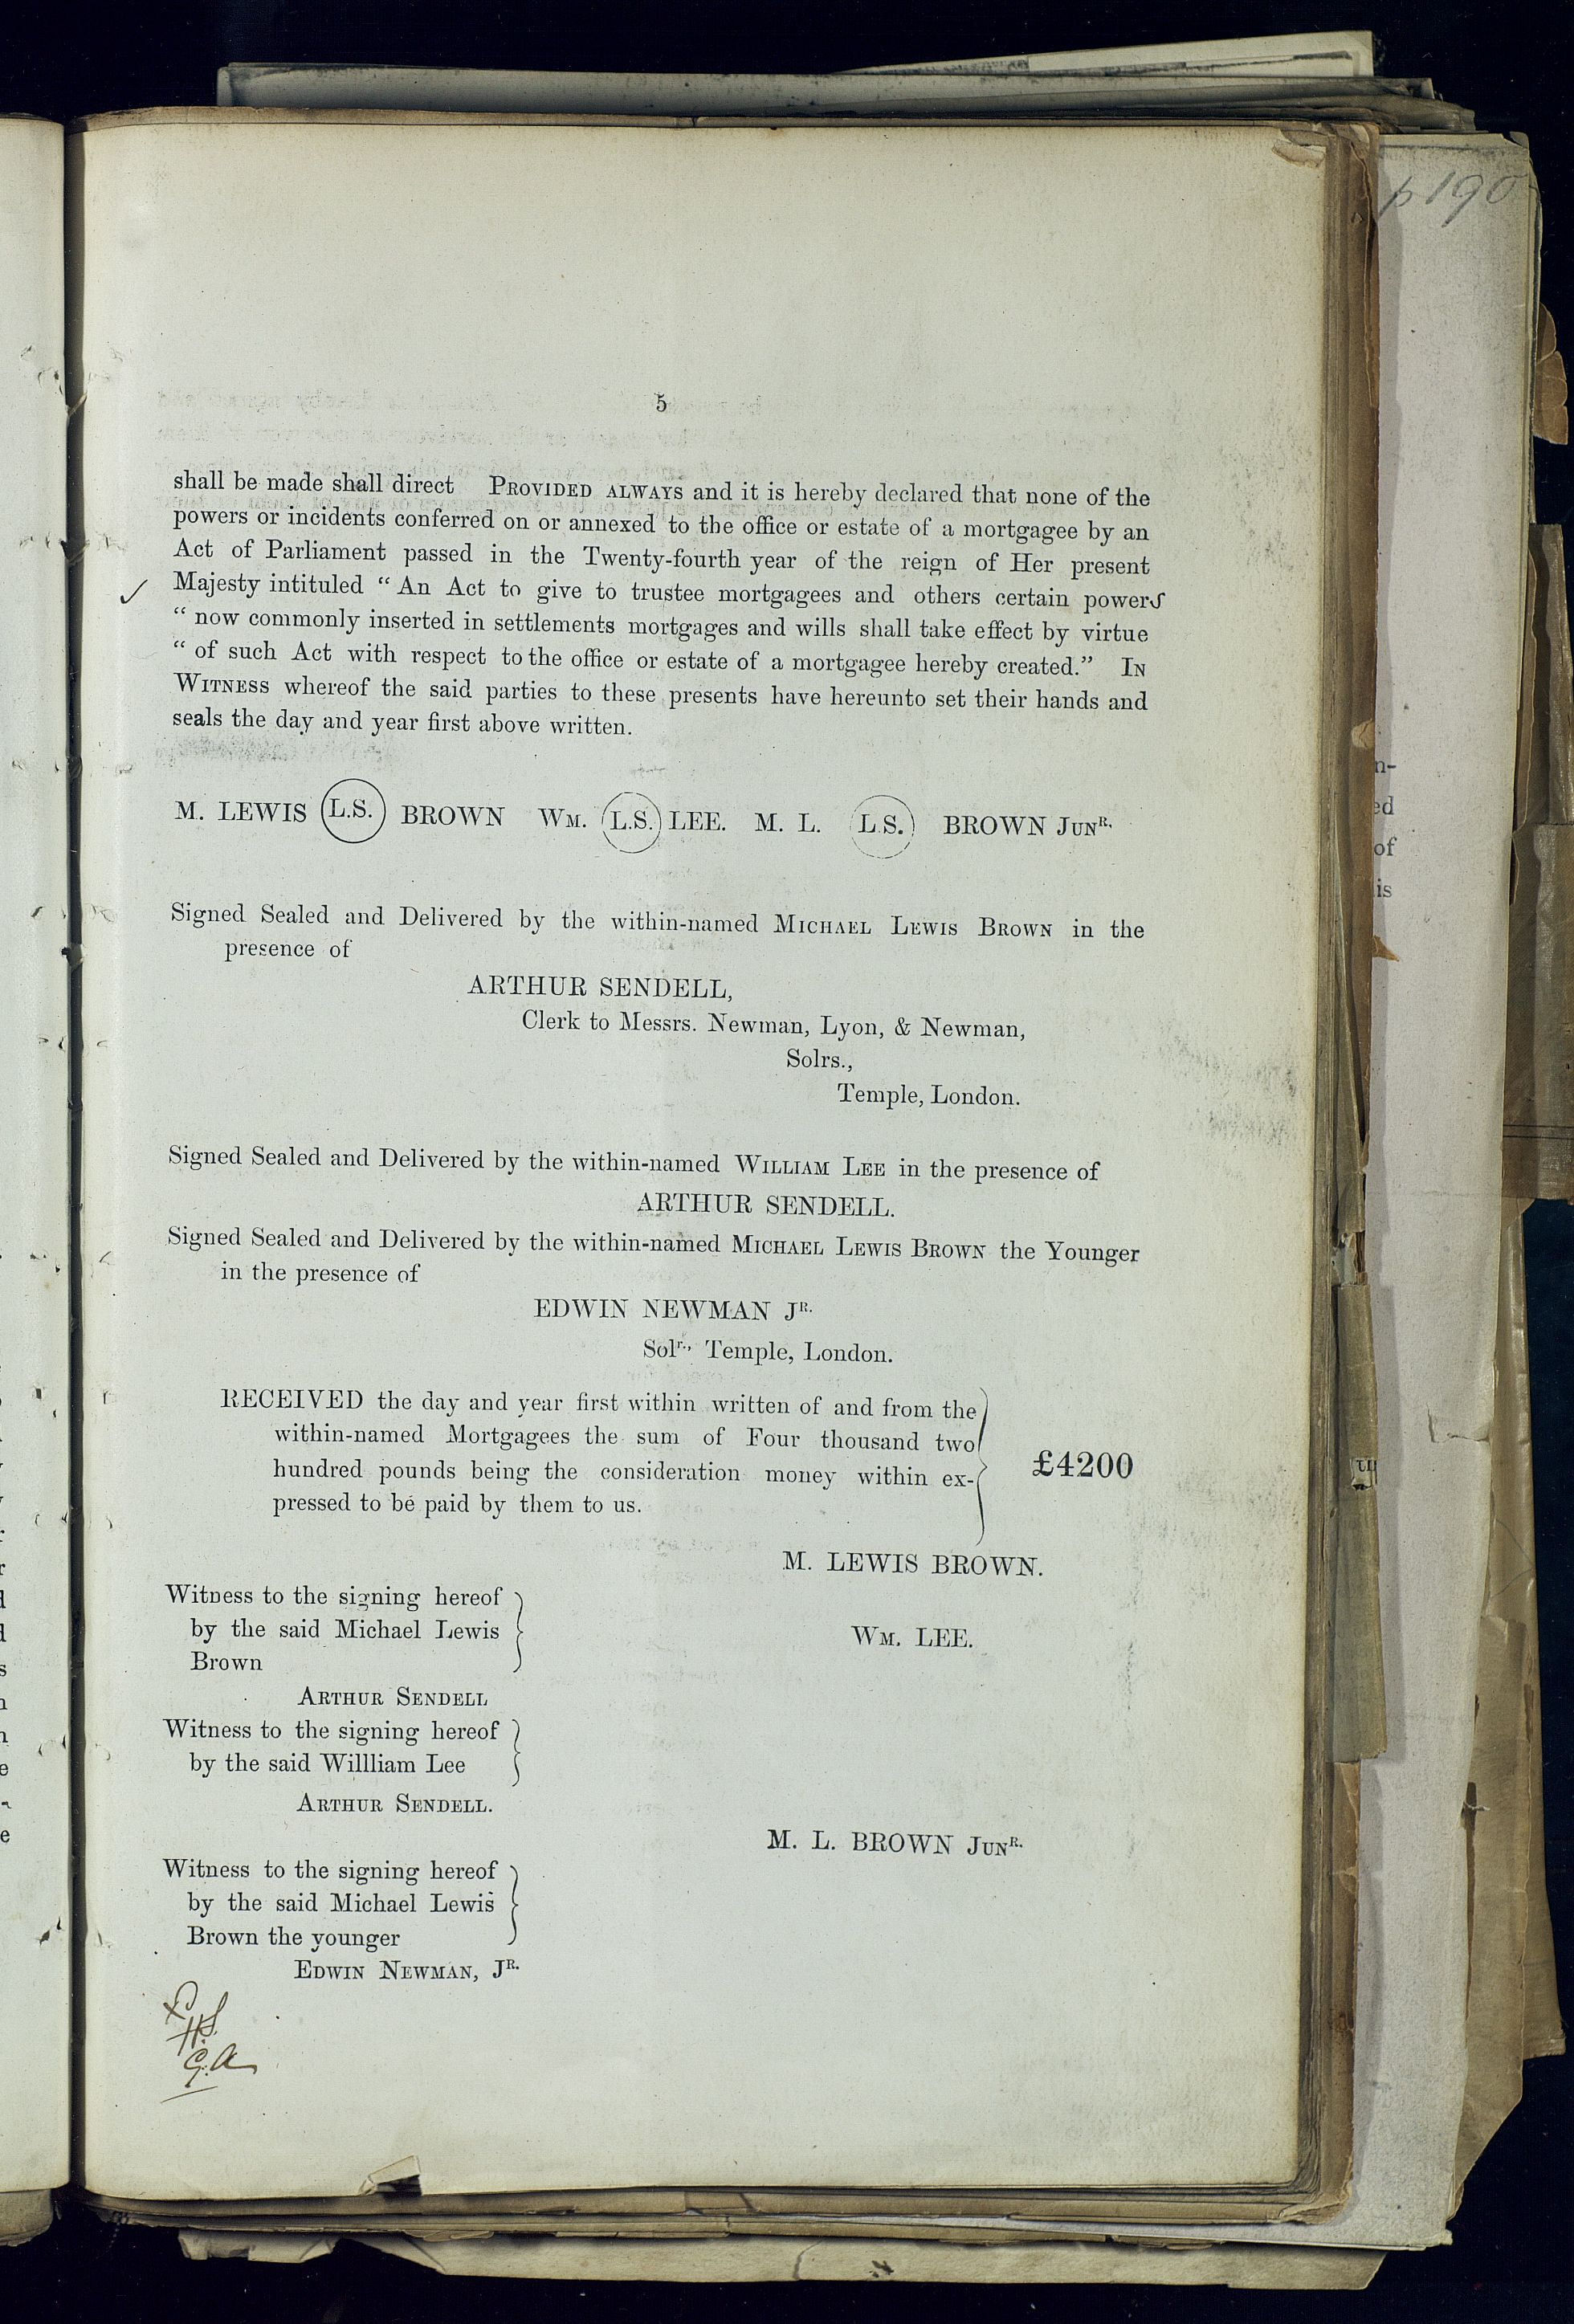 p190
5
shall be made shall direct PROVIDED ALWAYS and it is hereby declared that none of the
powers or incidents conferred on or annexed to the office or estate of a mortgagee by an
Act of Parliament passed in the Twenty-fourth year of the reign of Her present
Majesty intituled “ An Act to give to trustee mortgagees and others certain powers
“ now commonly inserted in settlements mortgages and wills shall take effect by virtue
“ of such Act with respect to the office or estate of a mortgagee hereby created.” IN
WITNESS whereof the said parties to these presents have hereunto set their hands and
seals the day and year first above written.
M. LEWIS L.S. BROWN WM. L.S. LEE. M. L. L.S. BROWN JUNR.
Signed Sealed and Delivered by the within-named MICHAEL LEWIS BROWN in the
presence of
ARTHUR SENDELL,
Clerk to Messrs. Newman, Lyon, & Newman,
Solrs.,
Temple, London.
Signed Sealed and Delivered by the within-named WILLIAM LEE in the presence of
ARTHUR SENDELL.
Signed Sealed and Delivered by the within-named MICHAEL LEWIS BROWN the Younger
in the presence of
EDWIN NEWMAN JR.
Solr., Temple, London.
RECEIVED the day and year first within written of and from the
within-named Mortgagees the sum of Four thousand two
hundred pounds being the consideration money within ex-
pressed to be paid by them to us.
£4200
M. LEWIS BROWN.
Witness to the signing hereof
by the said Michael Lewis
Brown
WM. LEE.
ARTHUR SENDELL
Witness to the signing hereof
by the said Willliam Lee
ARTHUR SENDELL.
M. L. BROWN JUNR.
Witness to the signing hereof
by the said Michael Lewis
Brown the younger
EDWIN NEWMAN, JR.
H.S.
G.A
n-
ed
of
is